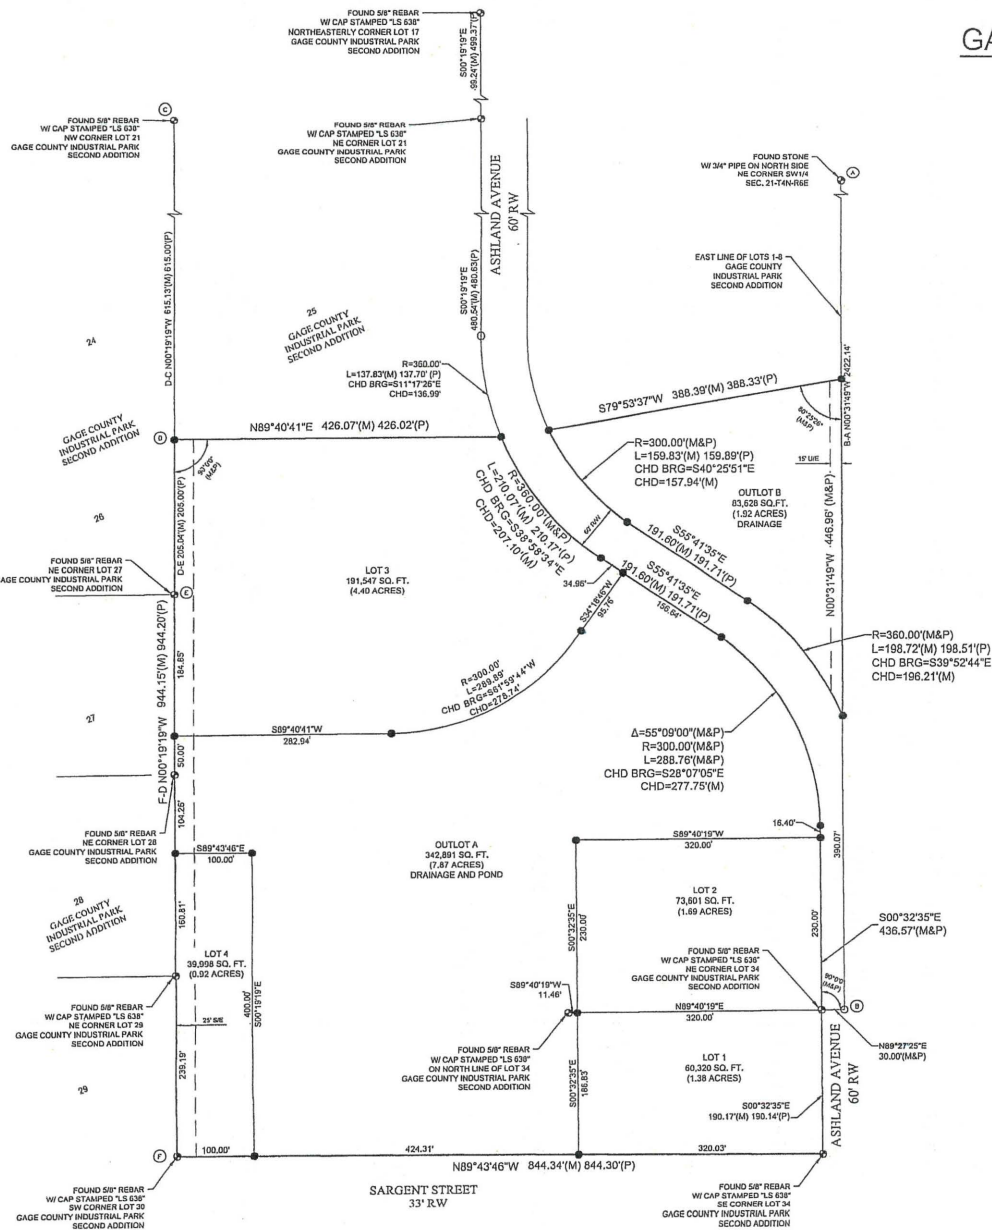 GA
FOUND 5/8" REBAR
W/ CAP STAMPED "LS 638"
NORTHEASTERLY CORNER LOT 17
GAGE COUNTY INDUSTRIAL PARK
SECOND ADDITION
S00°19'19"E
499.37'(P)
C
FOUND 5/8" REBAR
W/ CAP STAMPED "LS 638"
NW CORNER LOT 21
GAGE COUNTY INDUSTRIAL PARK
SECOND ADDITION
FOUND 5/8" REBAR
W/ CAP STAMPED "LS 638"
NE CORNER LOT 21
GAGE COUNTY INDUSTRIAL PARK
SECOND ADDITION
ASHLAND AVENUE
60' RW
FOUND STONE
W/ 3/4" PIPE ON NORTH SIDE
NE CORNER SW1/4
SEC. 21-T4N-R6E
A
EAST LINE OF LOTS 1-8
GAGE COUNTY
INDUSTRIAL PARK
SECOND ADDITION
D-C N00°19'19"W 615.13'(M) 615.00'(P)
S00°19'19"E
480.54'(M) 480.63'(P)
B-A N00°31'49"W 2422.14'
24
25
GAGE COUNTY
INDUSTRIAL PARK
SECOND ADDITION
R=360.00'
L=137.83'(M) 137.70' (P)
CHD BRG=S11°17'26"E
CHD=136.99'
S79°53'37"W 388.39'(M) 388.33'(P)
80°25'26"
(M&P)
GAGE COUNTY
INDUSTRIAL PARK
SECOND ADDITION
D
N89°40'41"E 426.07'(M) 426.02'(P)
(M&P)
R=300.00'(M&P)
L=159.83'(M) 159.89'(P)
CHD BRG=S40°25'51"E
CHD=157.94'(M)
15' U/E
OUTLOT B
83,628 SQ.FT.
(1.92 ACRES)
DRAINAGE
N00°31'49"W 446.96' (M&P)
R=360.00'(M&P)
L=210.07'(M) 210.17'(P)
CHD BRG=S38°58'34"E
CHD=207.10'(M)
60' R/W
26
D-E 205.04'(M) 205.00'(P)
S55°41'35"E
191.60'(M) 191.71'(P)
S55°41'35"E
191.60'(M) 191.71'(P)
156.64'
34.96'
FOUND 5/8" REBAR
NE CORNER LOT 27
GAGE COUNTY INDUSTRIAL PARK
SECOND ADDITION
E
LOT 3
191,547 SQ. FT.
(4.40 ACRES)
S34°18'46"W
95.76'
R=360.00'(M&P)
L=198.72'(M) 198.51'(P)
CHD BRG=S39°52'44"E
CHD=196.21'(M)
F-D N00°19'19"W 944.15'(M) 944.20'(P)
184.85'
R=300.00'
L=289.89'
CHD BRG=S61°59'44"W
CHD=278.74'
27
S89°40'41"W
282.94'
50.00'
Δ=55°09'00"(M&P)
R=300.00'(M&P)
L=288.76'(M&P)
CHD BRG=S28°07'05"E
CHD=277.75'(M)
104.26'
FOUND 5/8" REBAR
NE CORNER LOT 28
GAGE COUNTY INDUSTRIAL PARK
SECOND ADDITION
S89°43'46"E
100.00'
OUTLOT A
342,891 SQ. FT.
(7.87 ACRES)
DRAINAGE AND POND
16.40'
S89°40'19"W
320.00'
390.07'
28
GAGE COUNTY
INDUSTRIAL PARK
SECOND ADDITION
160.81'
LOT 4
39,998 SQ. FT.
(0.92 ACRES)
400.00'
S00°19'19"E
S00°32'35"E
230.00'
LOT 2
73,601 SQ. FT.
(1.69 ACRES)
230.00'
S00°32'35"E
436.57'(M&P)
FOUND 5/8" REBAR
W/ CAP STAMPED "LS 636"
NE CORNER LOT 34
GAGE COUNTY INDUSTRIAL PARK
SECOND ADDITION
(M&P)
B
S89°40'19"W
11.46'
N89°40'19"E
320.00'
N89°27'25"E
30.00'(M&P)
FOUND 5/8" REBAR
W/ CAP STAMPED "LS 638"
NE CORNER LOT 29
GAGE COUNTY INDUSTRIAL PARK
SECOND ADDITION
25' S/E
FOUND 5/8" REBAR
W/ CAP STAMPED "LS 638"
ON NORTH LINE OF LOT 34
GAGE COUNTY INDUSTRIAL PARK
SECOND ADDITION
S00°32'35"E
186.83'
LOT 1
60,320 SQ. FT.
(1.38 ACRES)
S00°32'35"E
190.17'(M) 190.14'(P)
ASHLAND AVENUE
60' RW
29
239.19'
F
100.00'
424.31'
320.03'
N89°43'46"W 844.34'(M) 844.30'(P)
SARGENT STREET
33' RW
FOUND 5/8" REBAR
W/ CAP STAMPED "LS 636"
SW CORNER LOT 30
GAGE COUNTY INDUSTRIAL PARK
SECOND ADDITION
FOUND 5/8" REBAR
W/ CAP STAMPED "LS 638"
SE CORNER LOT 34
GAGE COUNTY INDUSTRIAL PARK
SECOND ADDITION